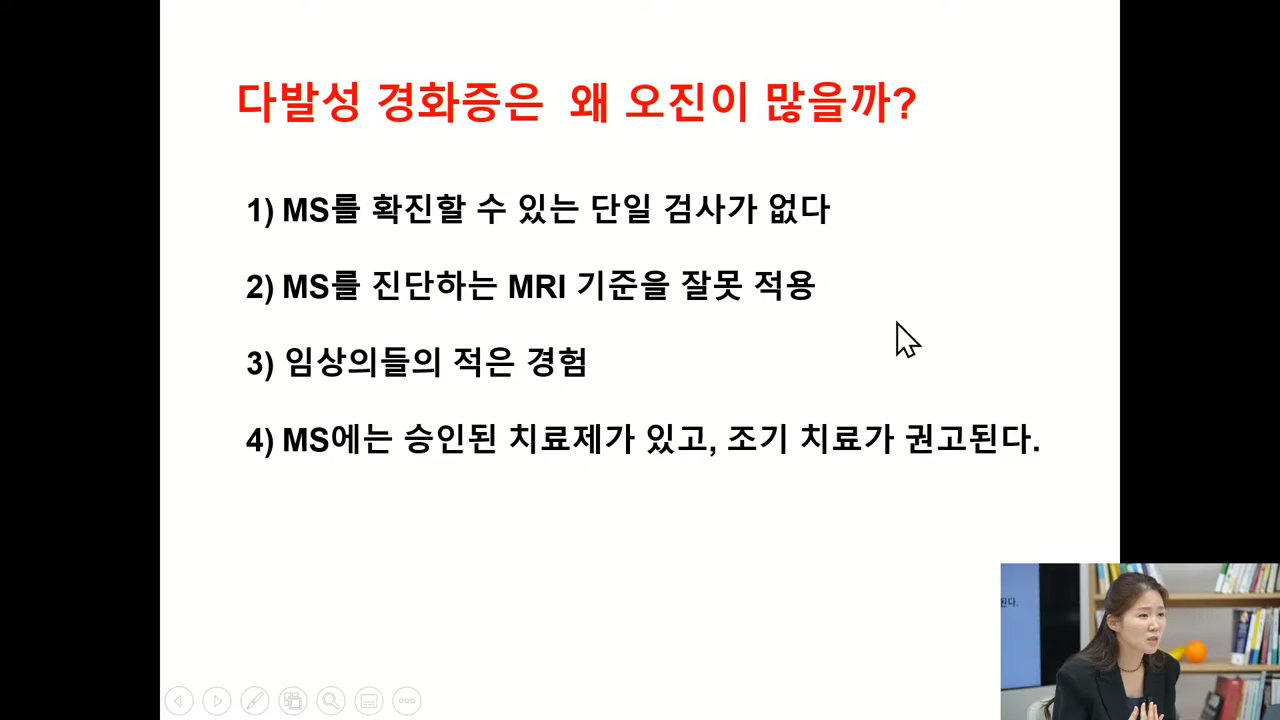 다발성 경화증은 왜 오진이 많을까?
1) MS를 확진할 수 있는 단일 검사가 없다
2) MS를 진단하는 MRI 기준을 잘못 적용
3) 임상의들의 적은 경험
4) MS에는 승인된 치료제가 있고, 조기 치료가 권고된다.
된다.